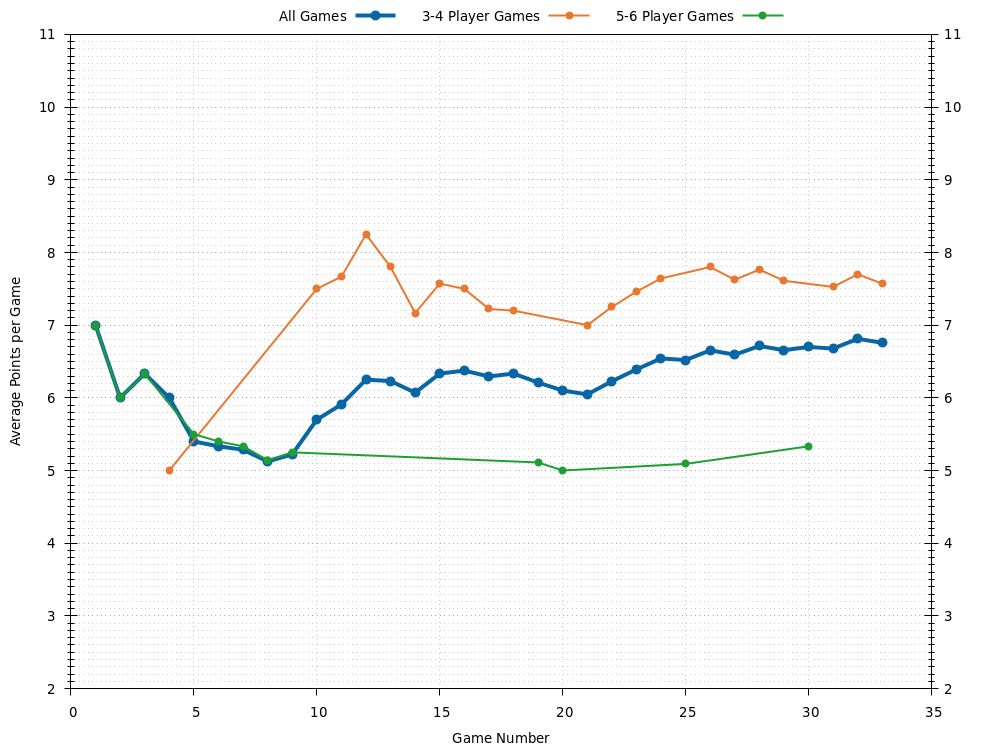 All Games 3-4 Player Games 5-6 Player Games
11 11
10 10
9 9
8 8
7 7
6 6
5 5
4 4
3 3
2 2
Average Points per Game
0 5 10 15 20 25 30 35
Game Number